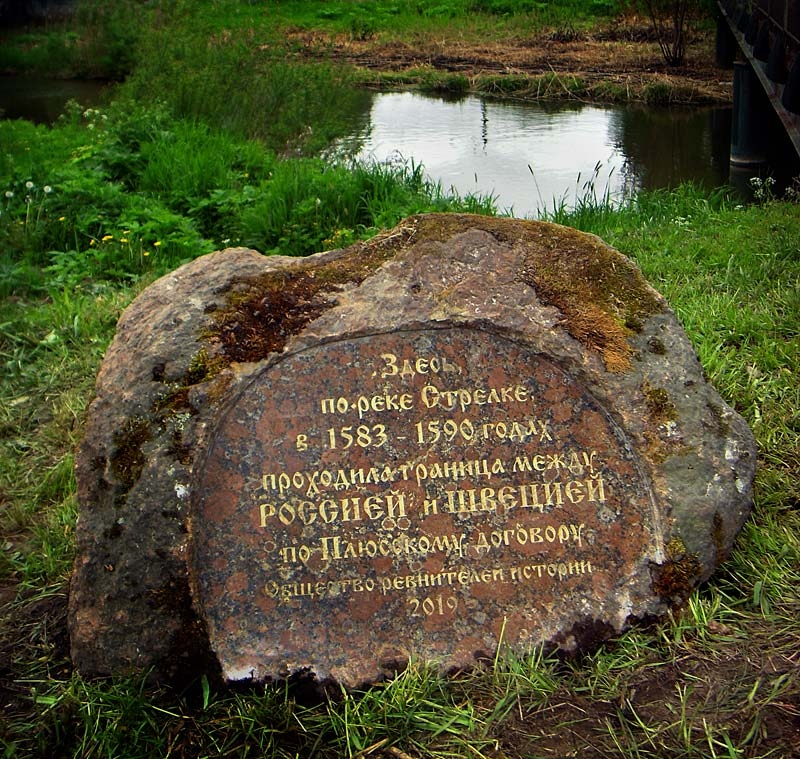 Здесь,
по реке Стрелке,
в 1583 - 1590 годах
проходила граница между
РОССИЕЙ и ШВЕЦИЕЙ
по Плюсскому договору
Общество ревнителей истории
2019